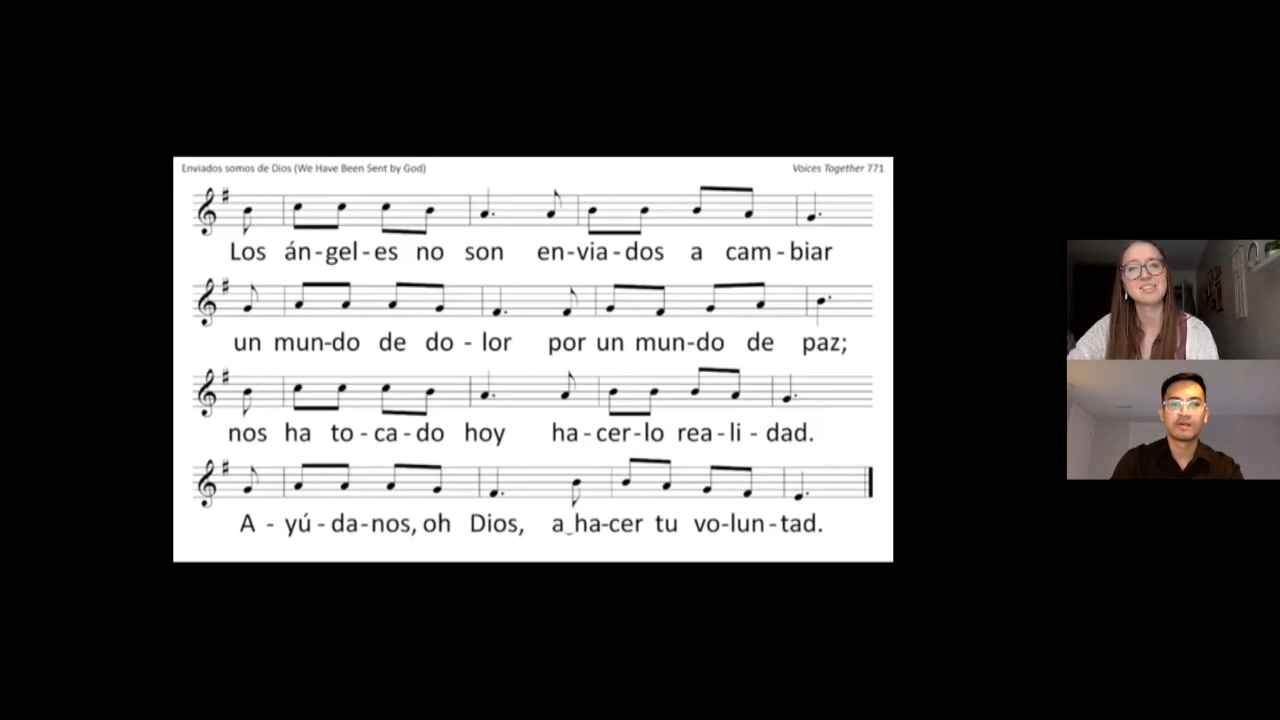 Enviados somos de Dios (We Have Been Sent by God) Voices Together 771
Los án-gel-es no son en-via-dos a cam-biar
un mun-do de do-lor por un mun-do de paz;
nos ha to-ca-do hoy ha-cer-lo rea-li-dad.
A-yú-da-nos, oh Dios, a‿ha-cer tu vo-lun-tad.